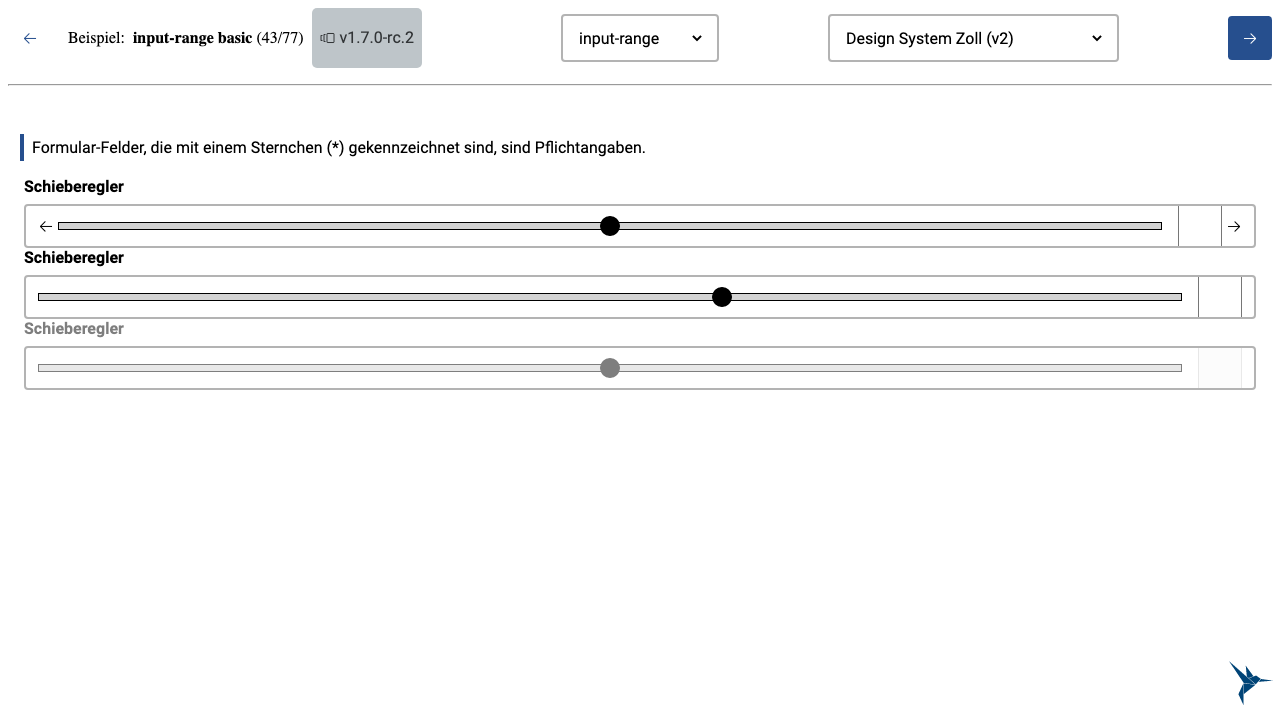 Beispiel: input-range basic (43/77) v1.7.0-rc.2 input-range Design System Zoll (v2)
Formular-Felder, die mit einem Sternchen (*) gekennzeichnet sind, sind Pflichtangaben.
Schieberegler
Schieberegler
Schieberegler